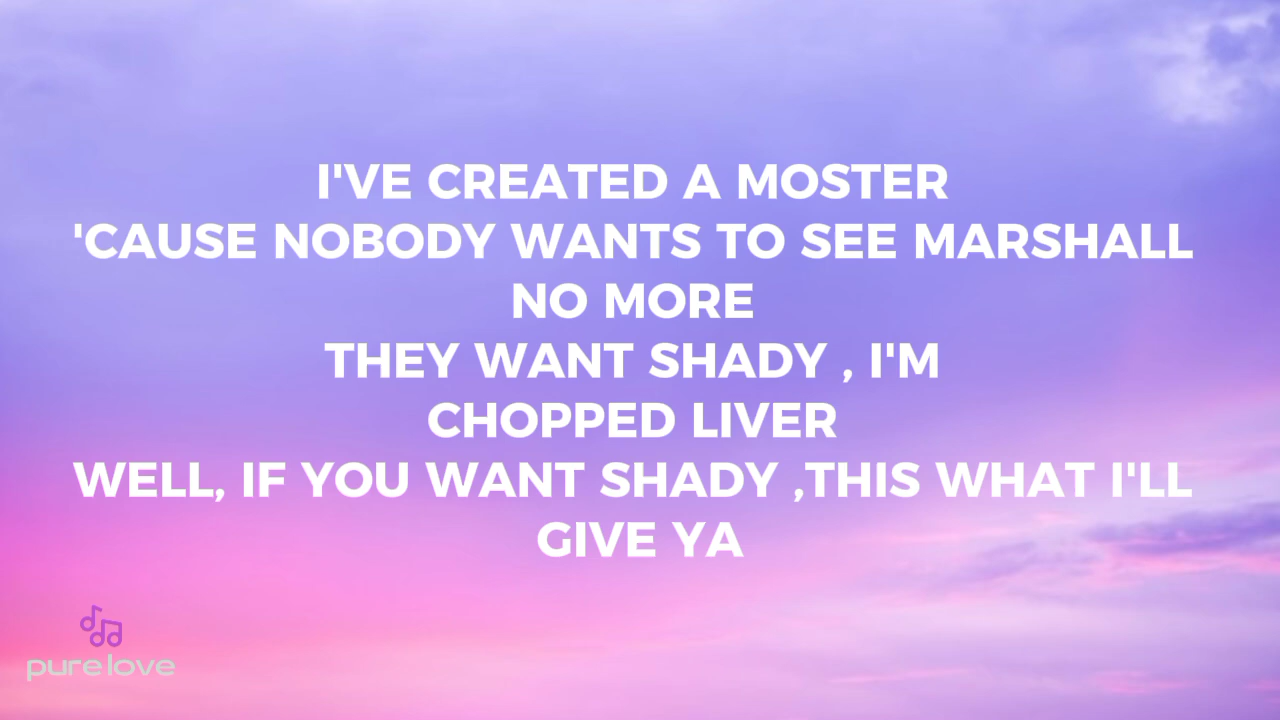 I'VE CREATED A MOSTER
'CAUSE NOBODY WANTS TO SEE MARSHALL
NO MORE
THEY WANT SHADY , I'M
CHOPPED LIVER
WELL, IF YOU WANT SHADY ,THIS WHAT I'LL
GIVE YA
pure love